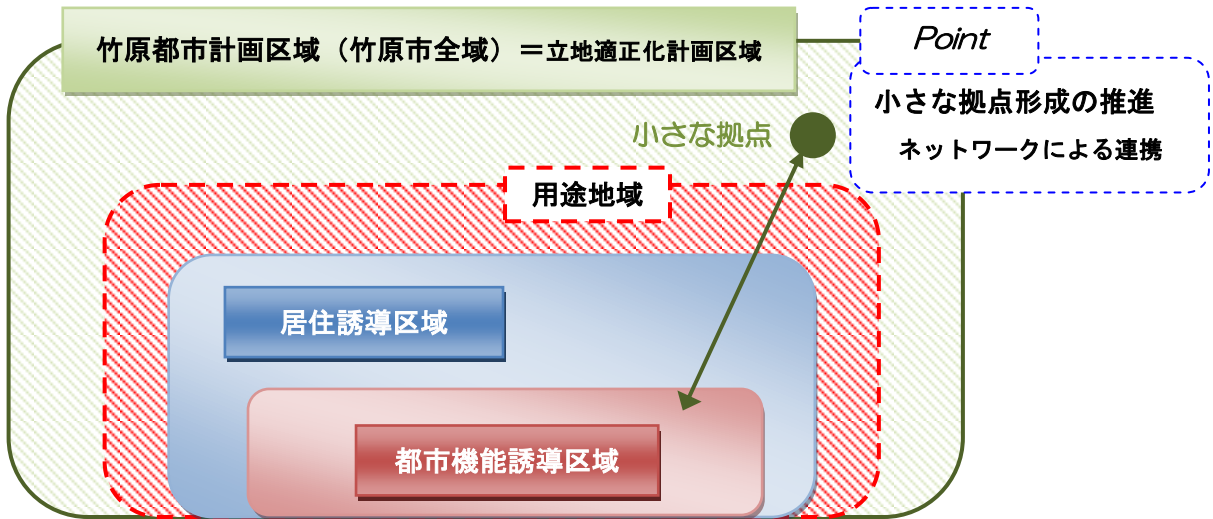 竹原都市計画区域（竹原市全域）＝立地適正化計画区域
Point
小さな拠点形成の推進
ネットワークによる連携
小さな拠点
用途地域
居住誘導区域
都市機能誘導区域